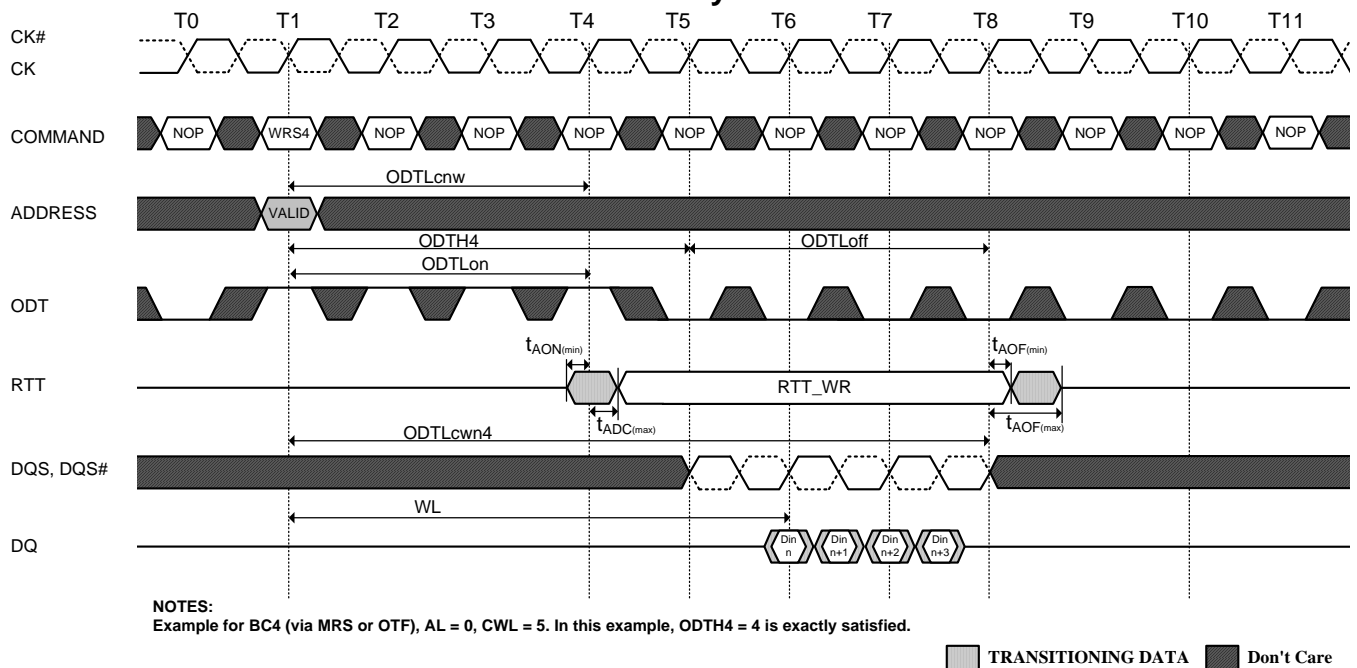 T0 T1 T2 T3 T4 T5 T6 T7 T8 T9 T10 T11
CK#
CK
COMMAND NOP WRS4 NOP NOP NOP NOP NOP NOP NOP NOP NOP NOP
ODTLcnw
ADDRESS VALID
ODTH4 ODTLoff
ODTLon
ODT
tAON(min) tAOF(min)
RTT RTT_WR
tADC(max) tAOF(max)
ODTLcwn4
DQS, DQS#
WL
DQ Din n Din n+1 Din n+2 Din n+3
NOTES:
Example for BC4 (via MRS or OTF), AL = 0, CWL = 5. In this example, ODTH4 = 4 is exactly satisfied.
TRANSITIONING DATA Don't Care